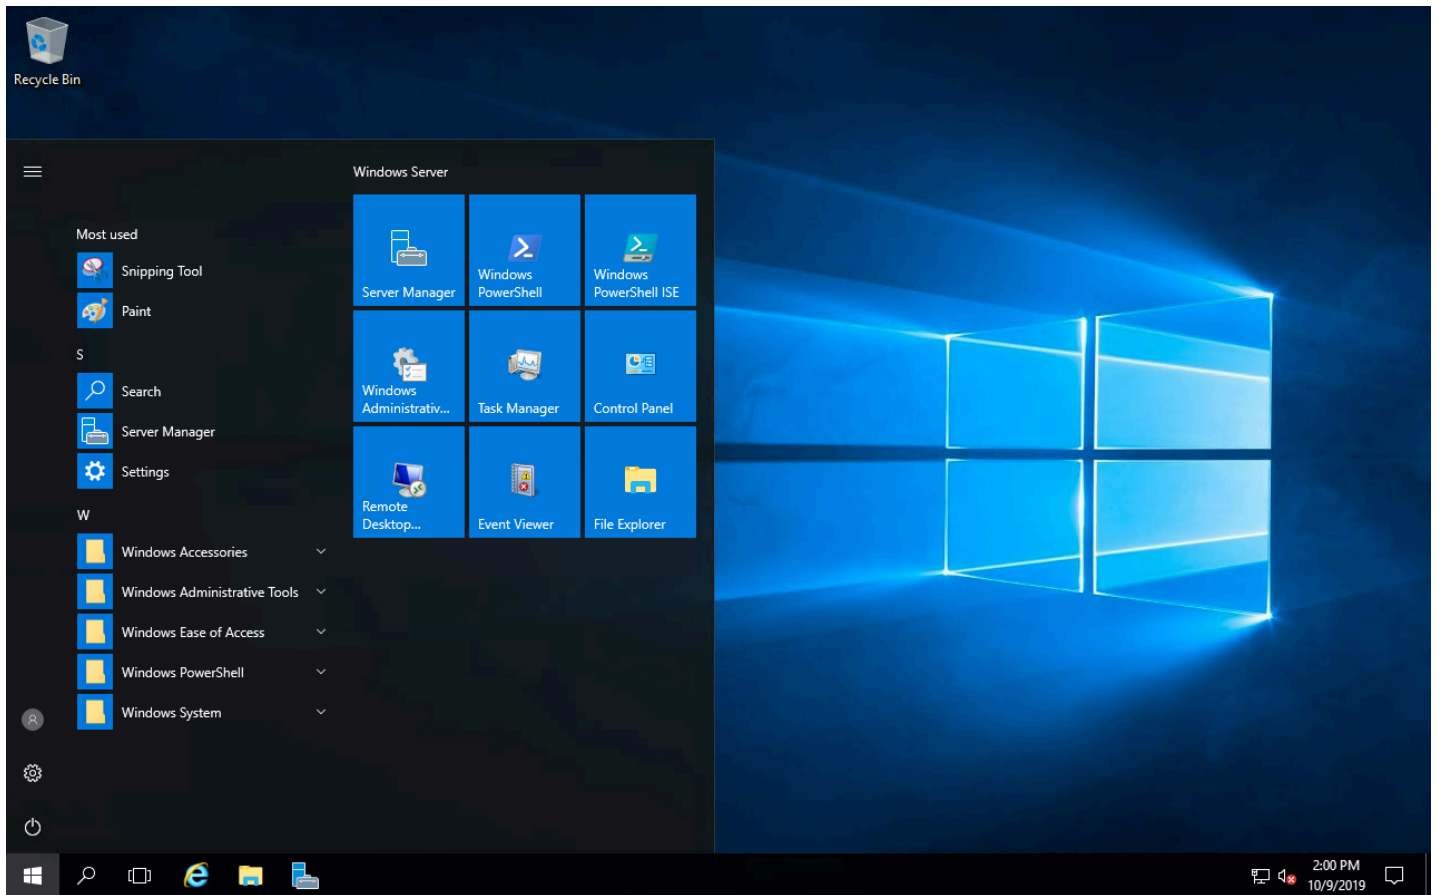 Recycle Bin
Windows Server
Most used
Snipping Tool
Paint
S
Search
Server Manager
Settings
W
Windows Accessories
Windows Administrative Tools
Windows Ease of Access
Windows PowerShell
Windows System
Server Manager
Windows
PowerShell
Windows
PowerShell ISE
Windows
Administrativ...
Task Manager
Control Panel
Remote
Desktop...
Event Viewer
File Explorer
2:00 PM
10/9/2019